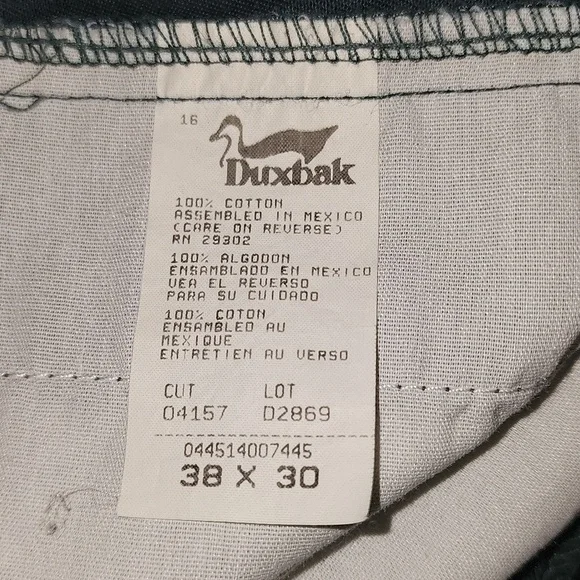 16
Duxbak
100% COTTON
ASSEMBLED IN MEXICO
(CARE ON REVERSE)
RN 29302
100% ALGODON
ENSAMBLADO EN MEXICO
VEA EL REVERSO
PARA SU CUIDADO
100% COTON
ENSAMBLED AU
MEXIQUE
ENTRETIEN AU VERSO
CUT LOT
04157 D2869
044514007445
38 X 30